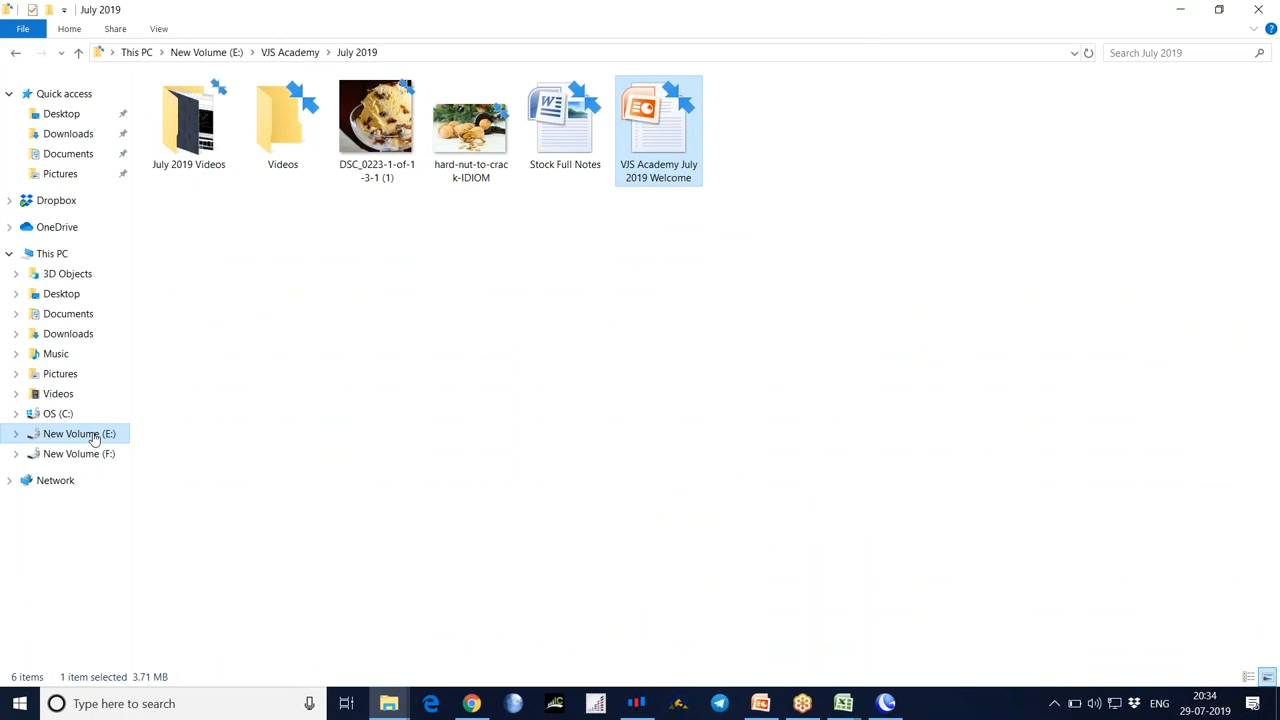 July 2019
File Home Share View
This PC New Volume (E:) VJS Academy July 2019
Search July 2019
Quick access
Desktop
Downloads
Documents
Pictures
Dropbox
OneDrive
This PC
3D Objects
Desktop
Documents
Downloads
Music
Pictures
Videos
OS (C:)
New Volume (E:)
New Volume (F:)
Network
July 2019 Videos
Videos
DSC_0223-1-of-1
-3-1 (1)
hard-nut-to-crac
k-IDIOM
Stock Full Notes
VJS Academy July
2019 Welcome
6 items 1 item selected 3.71 MB
Type here to search
ENG
20:34
29-07-2019